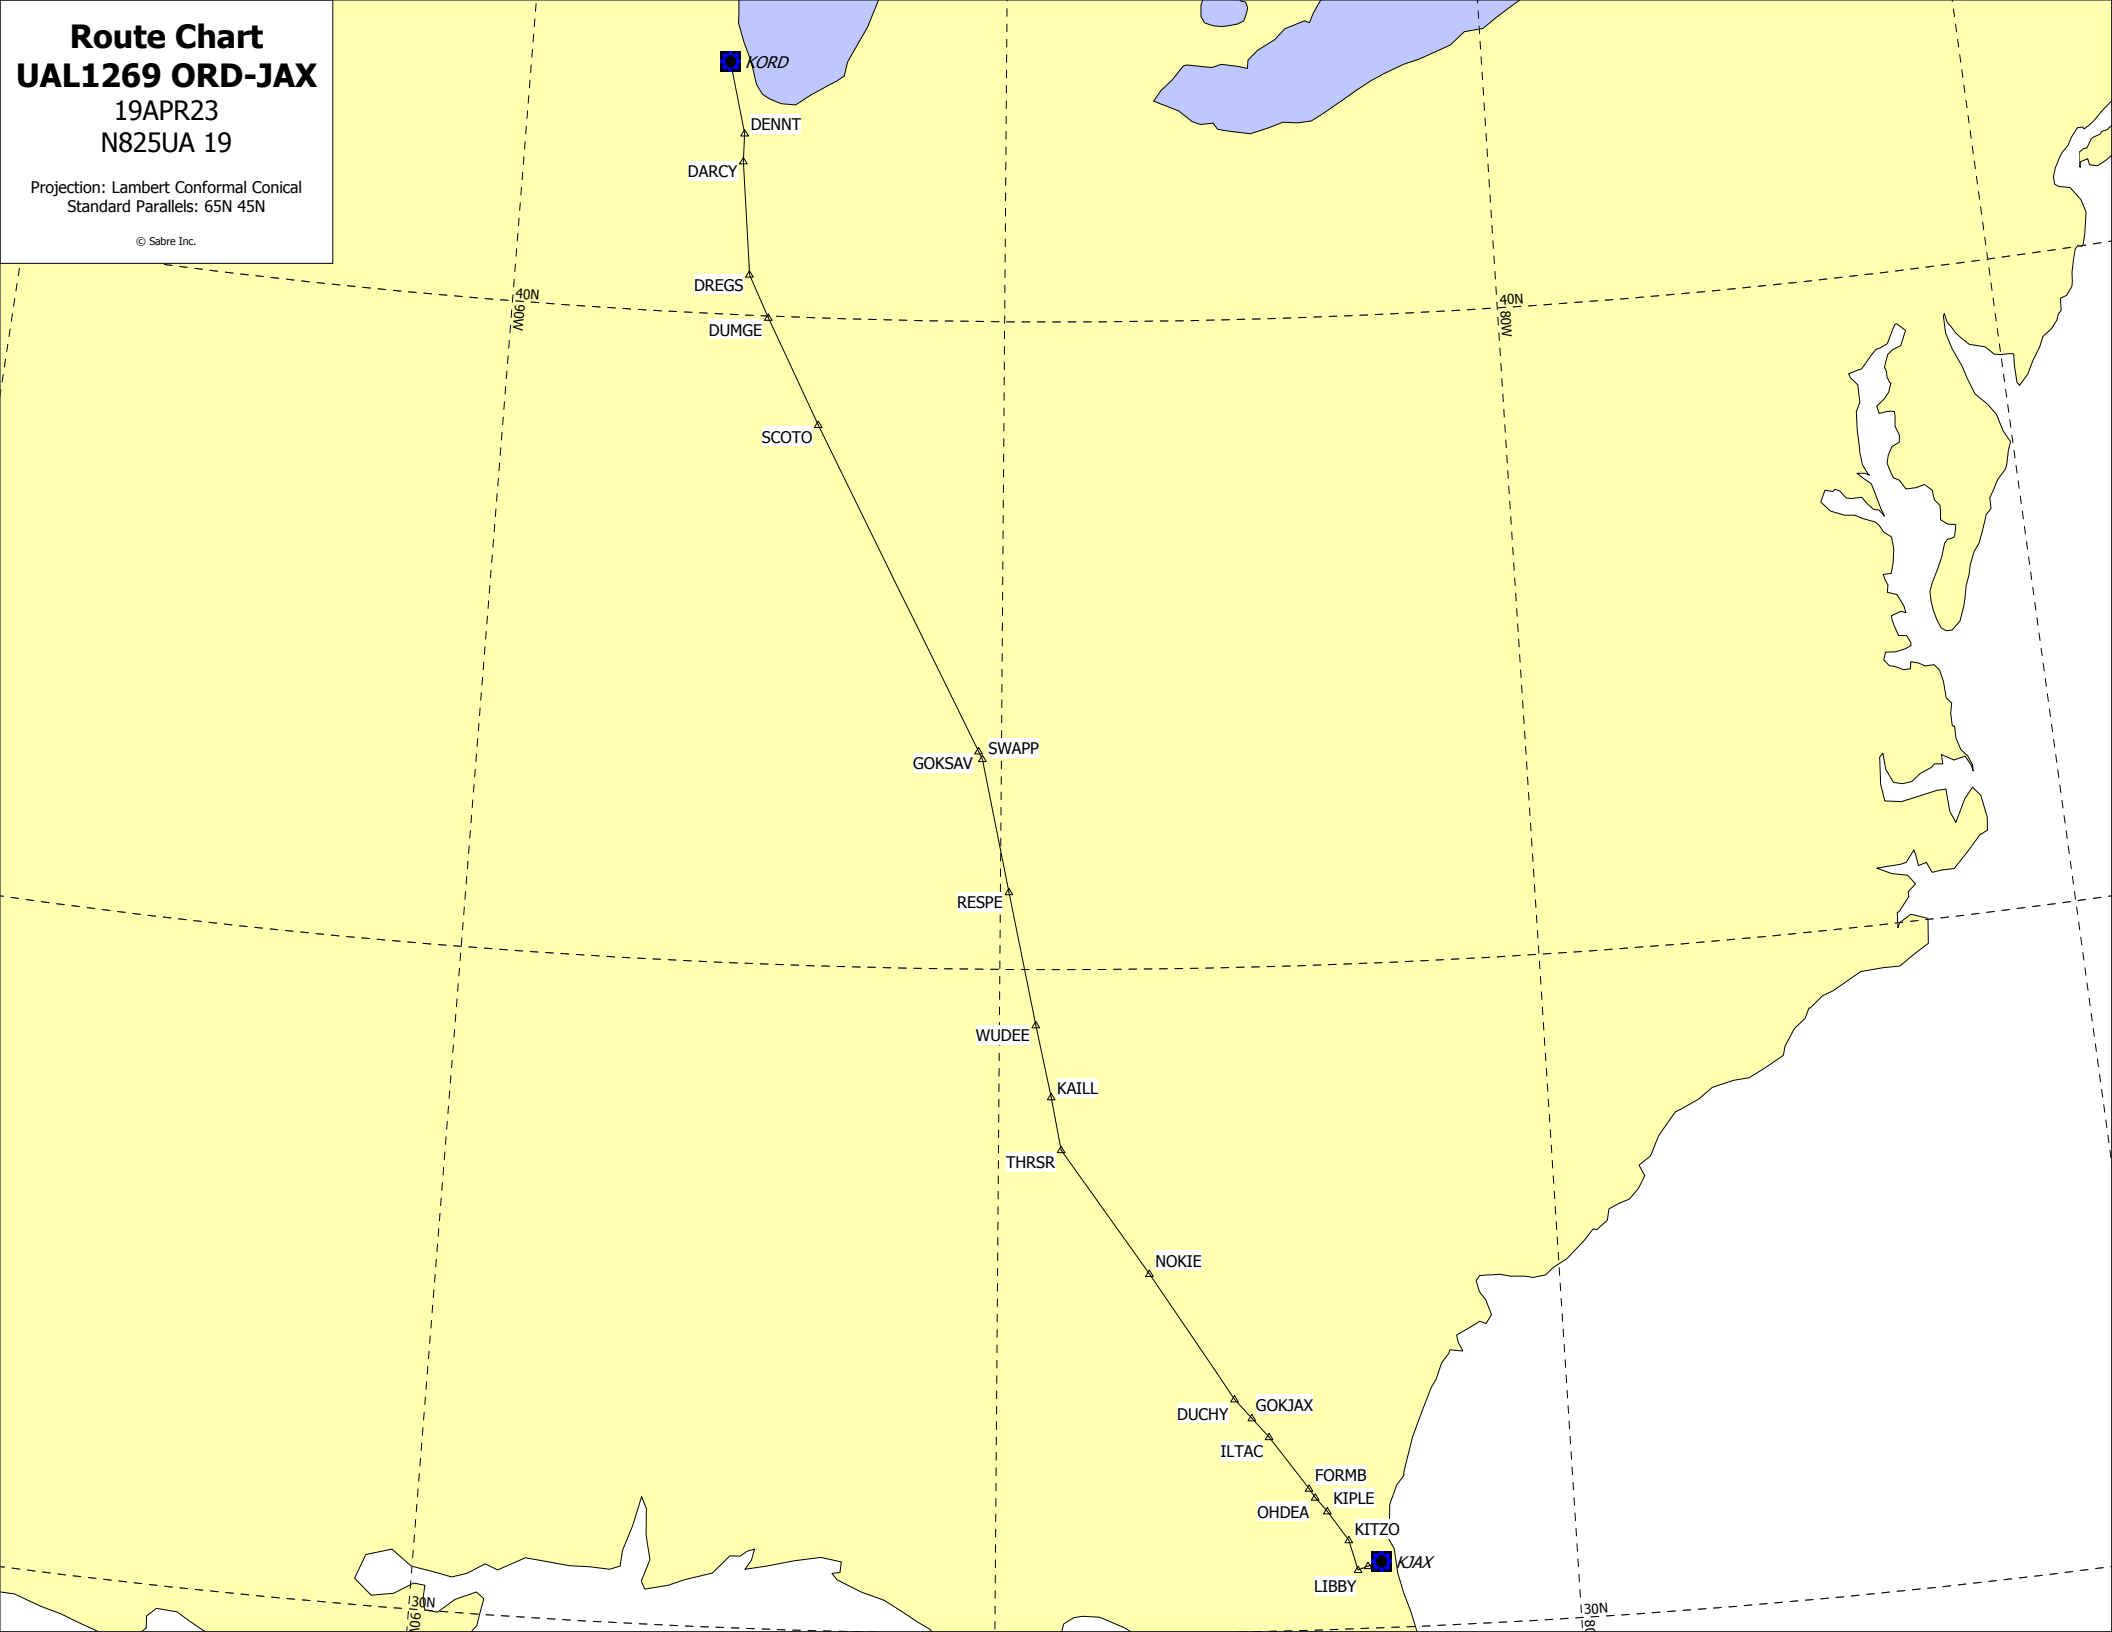 Route Chart
UAL1269 ORD-JAX
19APR23
N825UA 19
Projection: Lambert Conformal Conical
Standard Parallels: 65N 45N
© Sabre Inc.
KORD
DENNT
DARCY
DREGS
40N
90W
40N
80W
DUMGE
SCOTO
SWAPP
GOKSAV
RESPE
WUDEE
KAILL
THRSR
NOKIE
GOKJAX
DUCHY
ILTAC
FORMB
KIPLE
OHDEA
KITZO
KJAX
LIBBY
30N
90W
30N
80